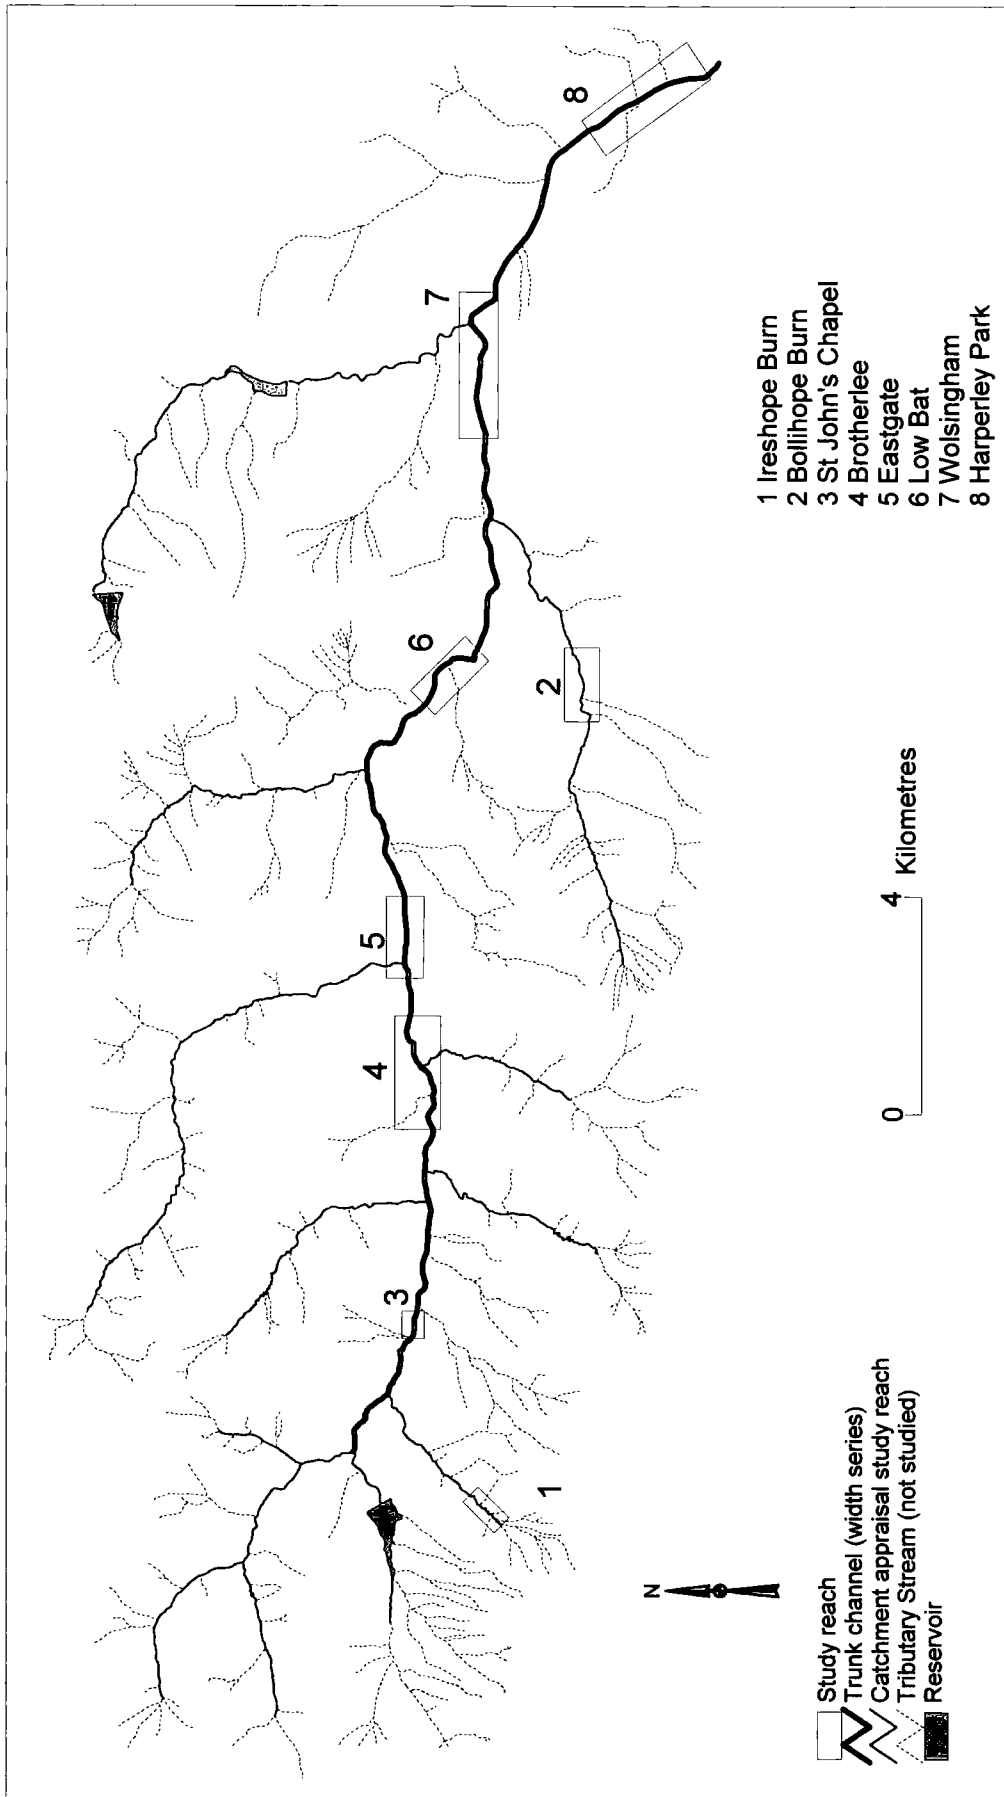 1
2
3
4
5
6
7
8
1 Ireshope Burn
2 Bollihope Burn
3 St John's Chapel
4 Brotherlee
5 Eastgate
6 Low Bat
7 Wolsingham
8 Harperley Park
N
0
4
Kilometres
Study reach
Trunk channel (width series)
Catchment appraisal study reach
Tributary Stream (not studied)
Reservoir